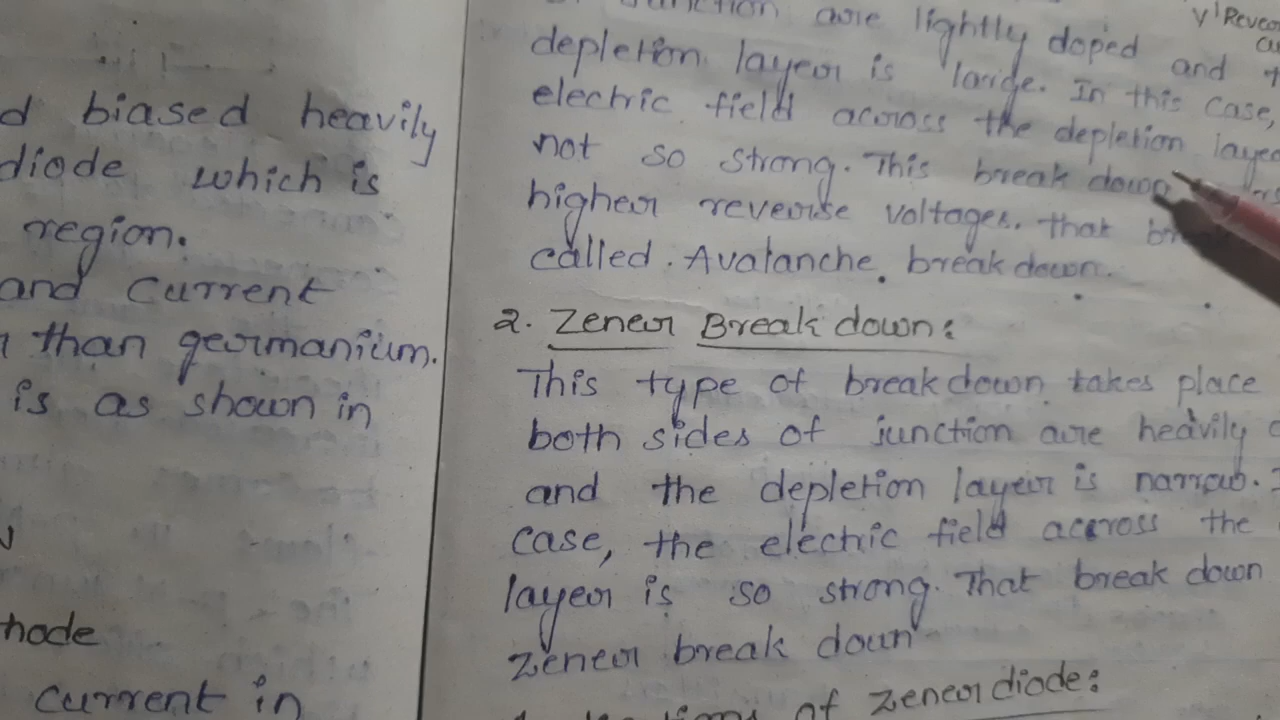 d biased heavily
diode which is
region.
and current
than germanium.
is as shown in
hode
current in
junction are lightly doped and
depletion layer is large. In this case,
electric field across the depletion layer
not so strong. This break down
higher reverse voltages. that
called. Avalanche. break down.
2. Zener Break down:
This type of break down takes place
both sides of junction are heavily
and the depletion layer is narrow.
case, the electric field accross the
layer is so strong. That break down
zener break down
of zener diode: